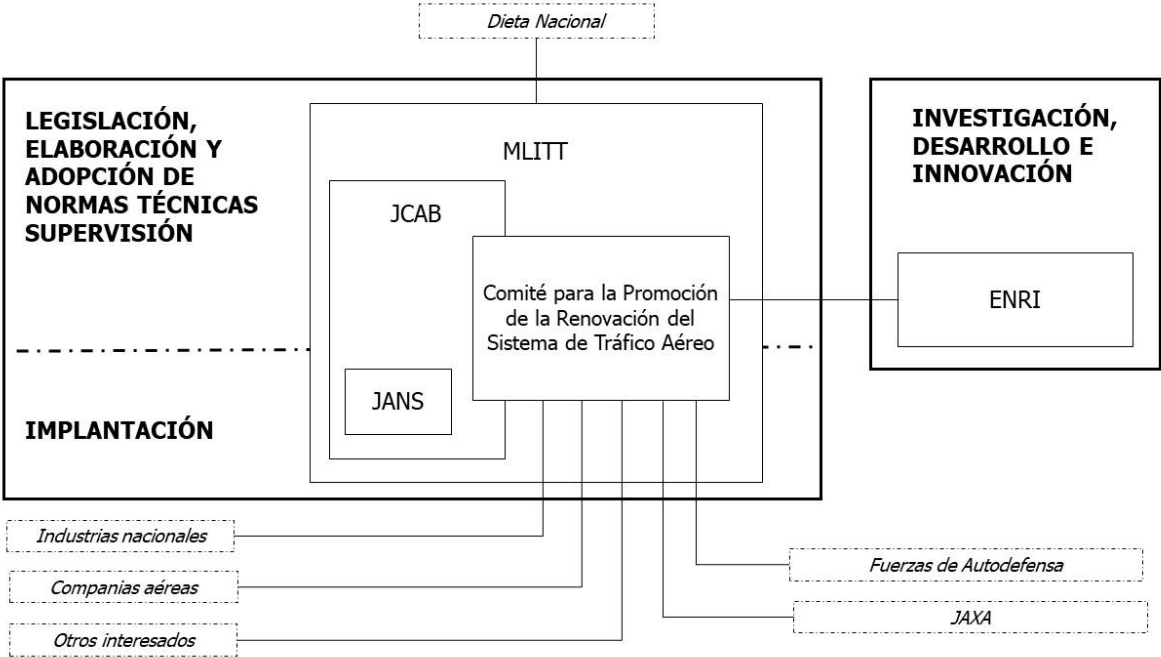 Dieta Nacional
LEGISLACIÓN,
ELABORACIÓN Y
ADOPCIÓN DE
NORMAS TÉCNICAS
SUPERVISIÓN
MLITT
JCAB
Comité para la Promoción
de la Renovación del
Sistema de Tráfico Aéreo
JANS
IMPLANTACIÓN
INVESTIGACIÓN,
DESARROLLO E
INNOVACIÓN
ENRI
Industrias nacionales
Companias aéreas
Otros interesados
Fuerzas de Autodefensa
JAXA